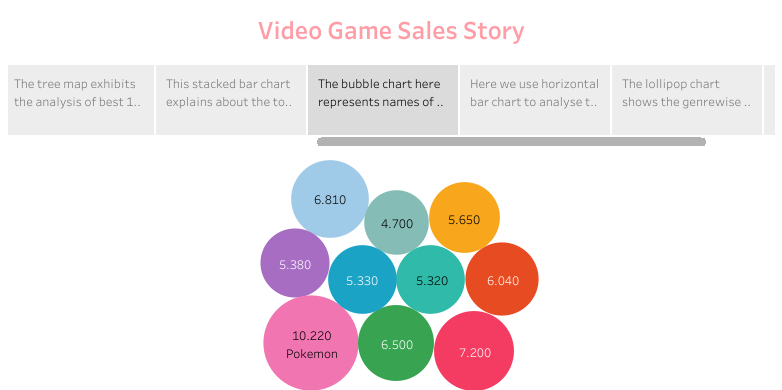 Video Game Sales Story
The tree map exhibits
the analysis of best 1..
This stacked bar chart
explains about the to..
The bubble chart here
represents names of ..
Here we use horizontal
bar chart to analyse t..
The lollipop chart
shows the genrewise ..
6.810
4.700
5.650
5.380
5.330
5.320
6.040
10.220
Pokemon
6.500
7.200